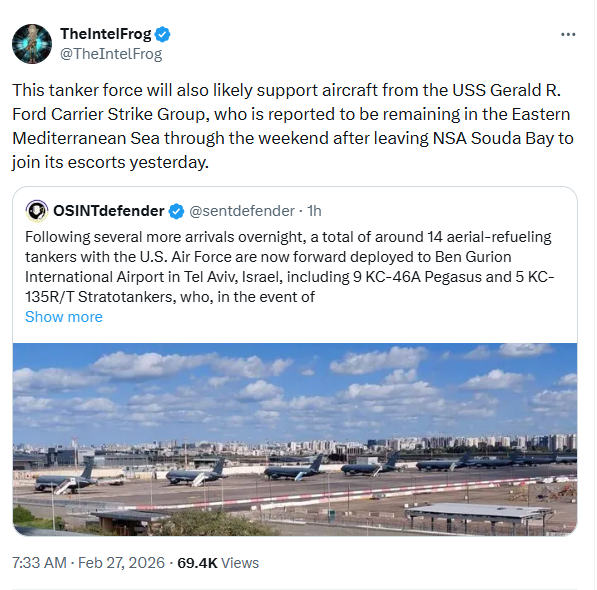 TheIntelFrog
@TheIntelFrog
This tanker force will also likely support aircraft from the USS Gerald R.
Ford Carrier Strike Group, who is reported to be remaining in the Eastern
Mediterranean Sea through the weekend after leaving NSA Souda Bay to
join its escorts yesterday.
OSINTdefender @sentdefender · 1h
Following several more arrivals overnight, a total of around 14 aerial-refueling
tankers with the U.S. Air Force are now forward deployed to Ben Gurion
International Airport in Tel Aviv, Israel, including 9 KC-46A Pegasus and 5 KC-
135R/T Stratotankers, who, in the event of
Show more
7:33 AM · Feb 27, 2026 · 69.4K Views